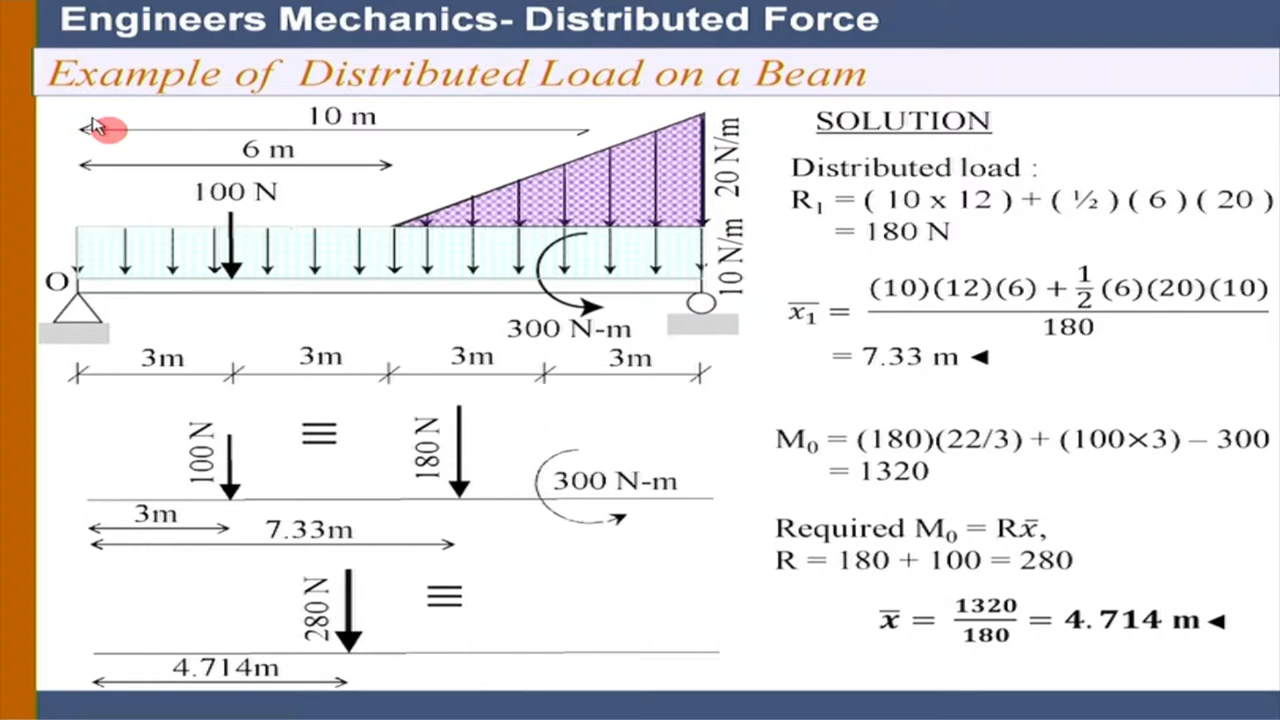 Engineers Mechanics- Distributed Force
Example of Distributed Load on a Beam
10 m
6 m
100 N
20 N/m
10 N/m
O
300 N-m
3m 3m 3m 3m
100 N
≡
180 N
300 N-m
3m
7.33m
280 N
≡
4.714m
SOLUTION
Distributed load :
R₁ = ( 10 x 12 ) + ( ½ ) ( 6 ) ( 20 )
= 180 N
x̄₁ = ((10)(12)(6) + 1/2 (6)(20)(10)) / 180
= 7.33 m ◄
M₀ = (180)(22/3) + (100×3) – 300
= 1320
Required M₀ = Rx̄,
R = 180 + 100 = 280
x̄ = 1320/180 = 4.714 m ◄